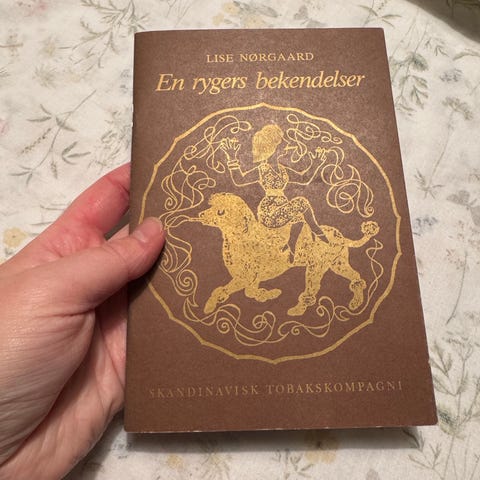 LISE NØRGAARD
En rygers bekendelser
SKANDINAVISK TOBAKSKOMPAGNI